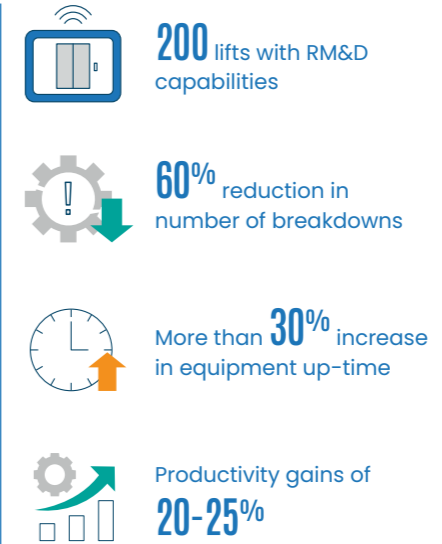 200 lifts with RM&D
capabilities
60% reduction in
number of breakdowns
More than 30% increase
in equipment up-time
Productivity gains of
20-25%